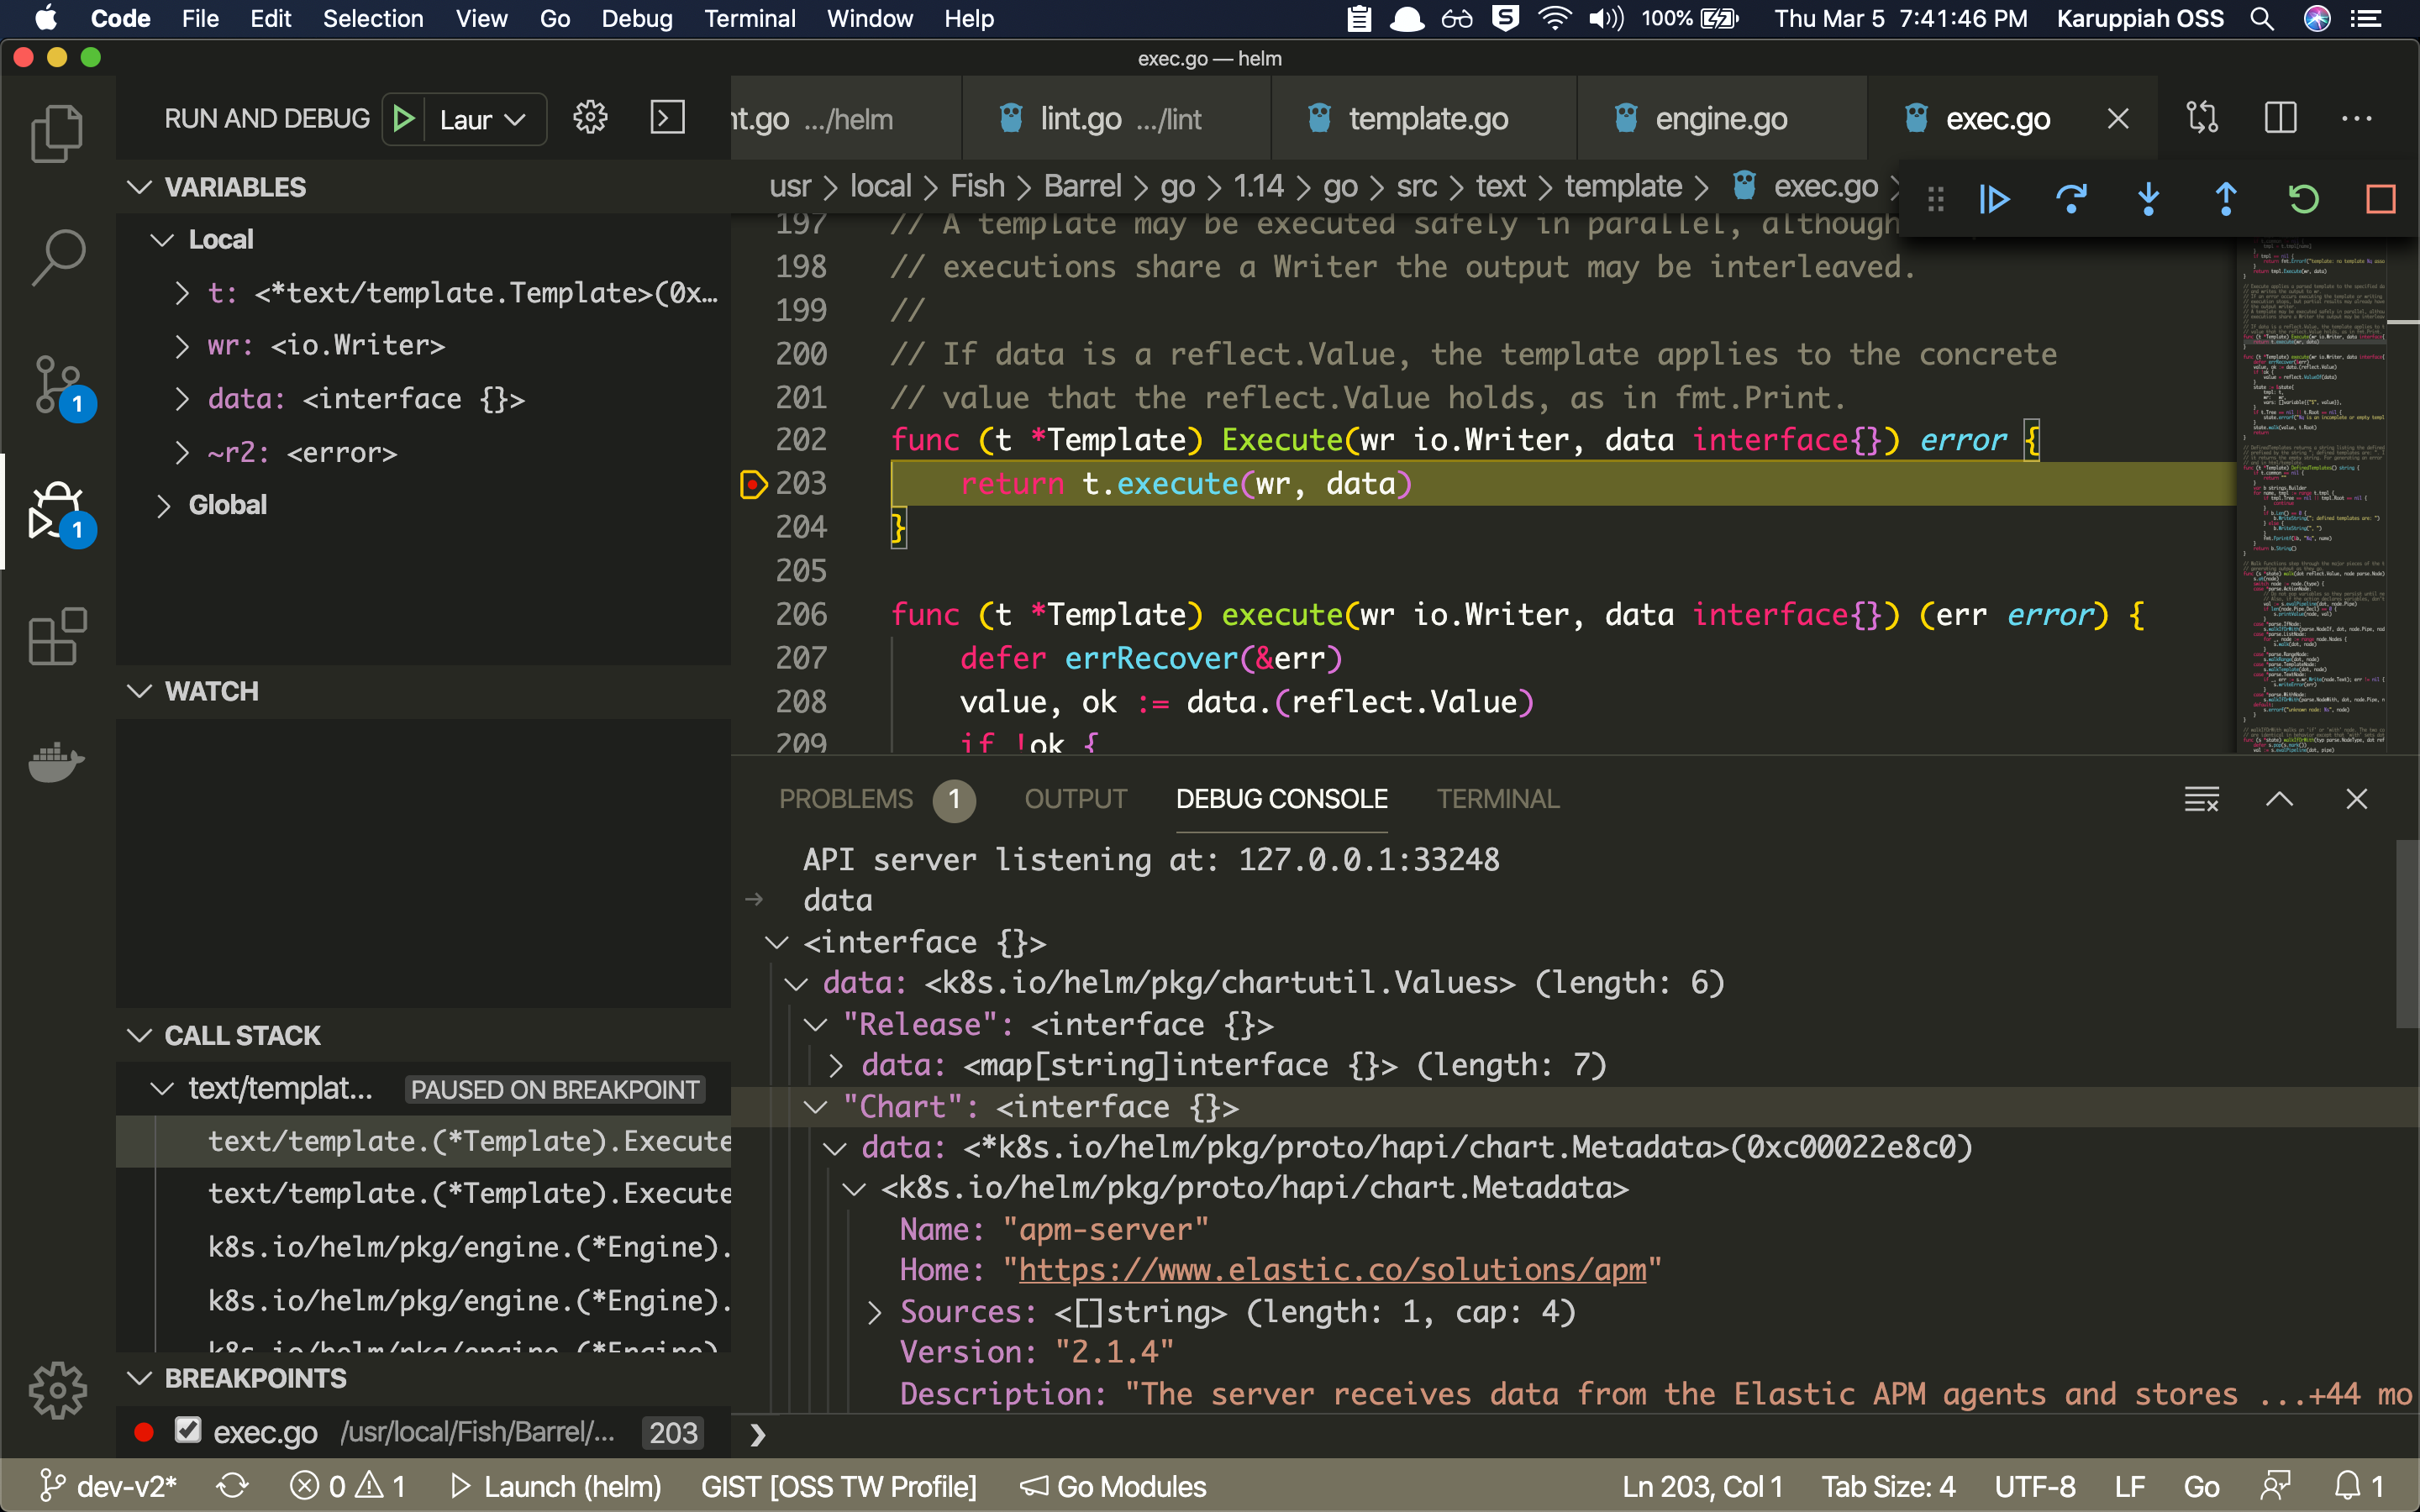 Code File Edit Selection View Go Debug Terminal Window Help 100% Thu Mar 5 7:41:46 PM Karuppiah OSS
exec.go — helm
RUN AND DEBUG Laur
nt.go .../helm lint.go .../lint template.go engine.go exec.go
usr > local > Fish > Barrel > go > 1.14 > go > src > text > template > exec.go >
VARIABLES
Local
t: <*text/template.Template>(0x...
wr: <io.Writer>
data: <interface {}>
~r2: <error>
Global
WATCH
CALL STACK
text/templat... PAUSED ON BREAKPOINT
text/template.(*Template).Execute
text/template.(*Template).Execute
k8s.io/helm/pkg/engine.(*Engine).
k8s.io/helm/pkg/engine.(*Engine).
k8s.io/helm/pkg/engine.(*Engine)
BREAKPOINTS
exec.go /usr/local/Fish/Barrel/... 203
1
1
197 // A template may be executed safely in parallel, although
198 // executions share a Writer the output may be interleaved.
199 //
200 // If data is a reflect.Value, the template applies to the concrete
201 // value that the reflect.Value holds, as in fmt.Print.
202 func (t *Template) Execute(wr io.Writer, data interface{}) error {
203 return t.execute(wr, data)
204 }
205
206 func (t *Template) execute(wr io.Writer, data interface{}) (err error) {
207 defer errRecover(&err)
208 value, ok := data.(reflect.Value)
209 if !ok {
PROBLEMS 1 OUTPUT DEBUG CONSOLE TERMINAL
API server listening at: 127.0.0.1:33248
data
<interface {}>
data: <k8s.io/helm/pkg/chartutil.Values> (length: 6)
"Release": <interface {}>
data: <map[string]interface {}> (length: 7)
"Chart": <interface {}>
data: <*k8s.io/helm/pkg/proto/hapi/chart.Metadata>(0xc00022e8c0)
<k8s.io/helm/pkg/proto/hapi/chart.Metadata>
Name: "apm-server"
Home: "https://www.elastic.co/solutions/apm"
Sources: <[]string> (length: 1, cap: 4)
Version: "2.1.4"
Description: "The server receives data from the Elastic APM agents and stores ...+44 mo
dev-v2* 0 1 Launch (helm) GIST [OSS TW Profile] Go Modules Ln 203, Col 1 Tab Size: 4 UTF-8 LF Go 1